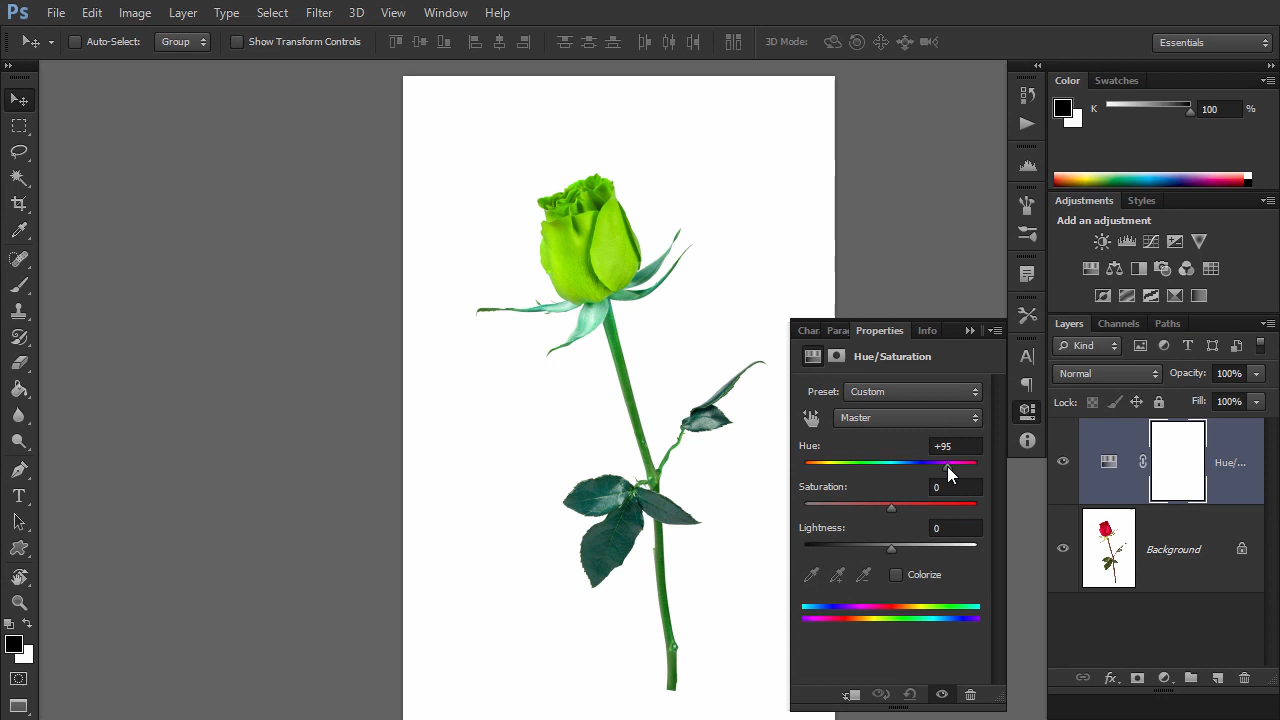 Ps File Edit Image Layer Type Select Filter 3D View Window Help
Auto-Select: Group Show Transform Controls 3D Mode: Essentials
Color Swatches
K 100 %
Adjustments Styles
Add an adjustment
Layers Channels Paths
Kind
Normal Opacity: 100%
Lock: Fill: 100%
Hue/...
Background
Char Para Properties Info
Hue/Saturation
Preset: Custom
Master
Hue: +95
Saturation: 0
Lightness: 0
Colorize